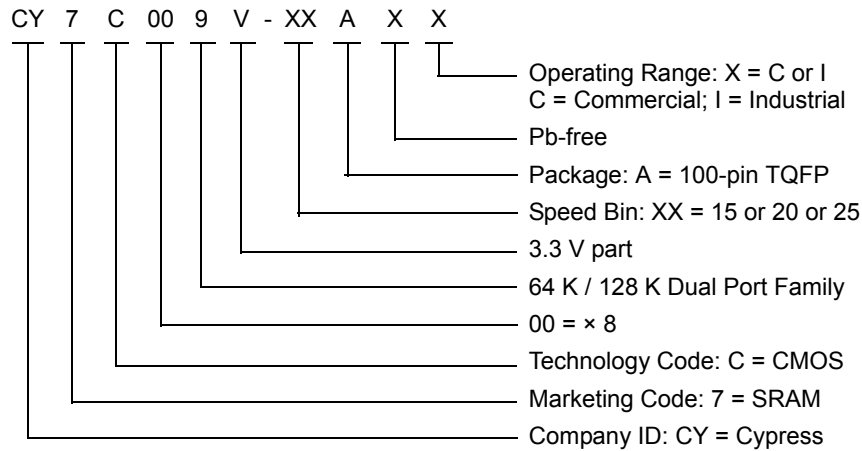 CY 7 C 00 9 V - XX A X X
Operating Range: X = C or I
C = Commercial; I = Industrial
Pb-free
Package: A = 100-pin TQFP
Speed Bin: XX = 15 or 20 or 25
3.3 V part
64 K / 128 K Dual Port Family
00 = × 8
Technology Code: C = CMOS
Marketing Code: 7 = SRAM
Company ID: CY = Cypress